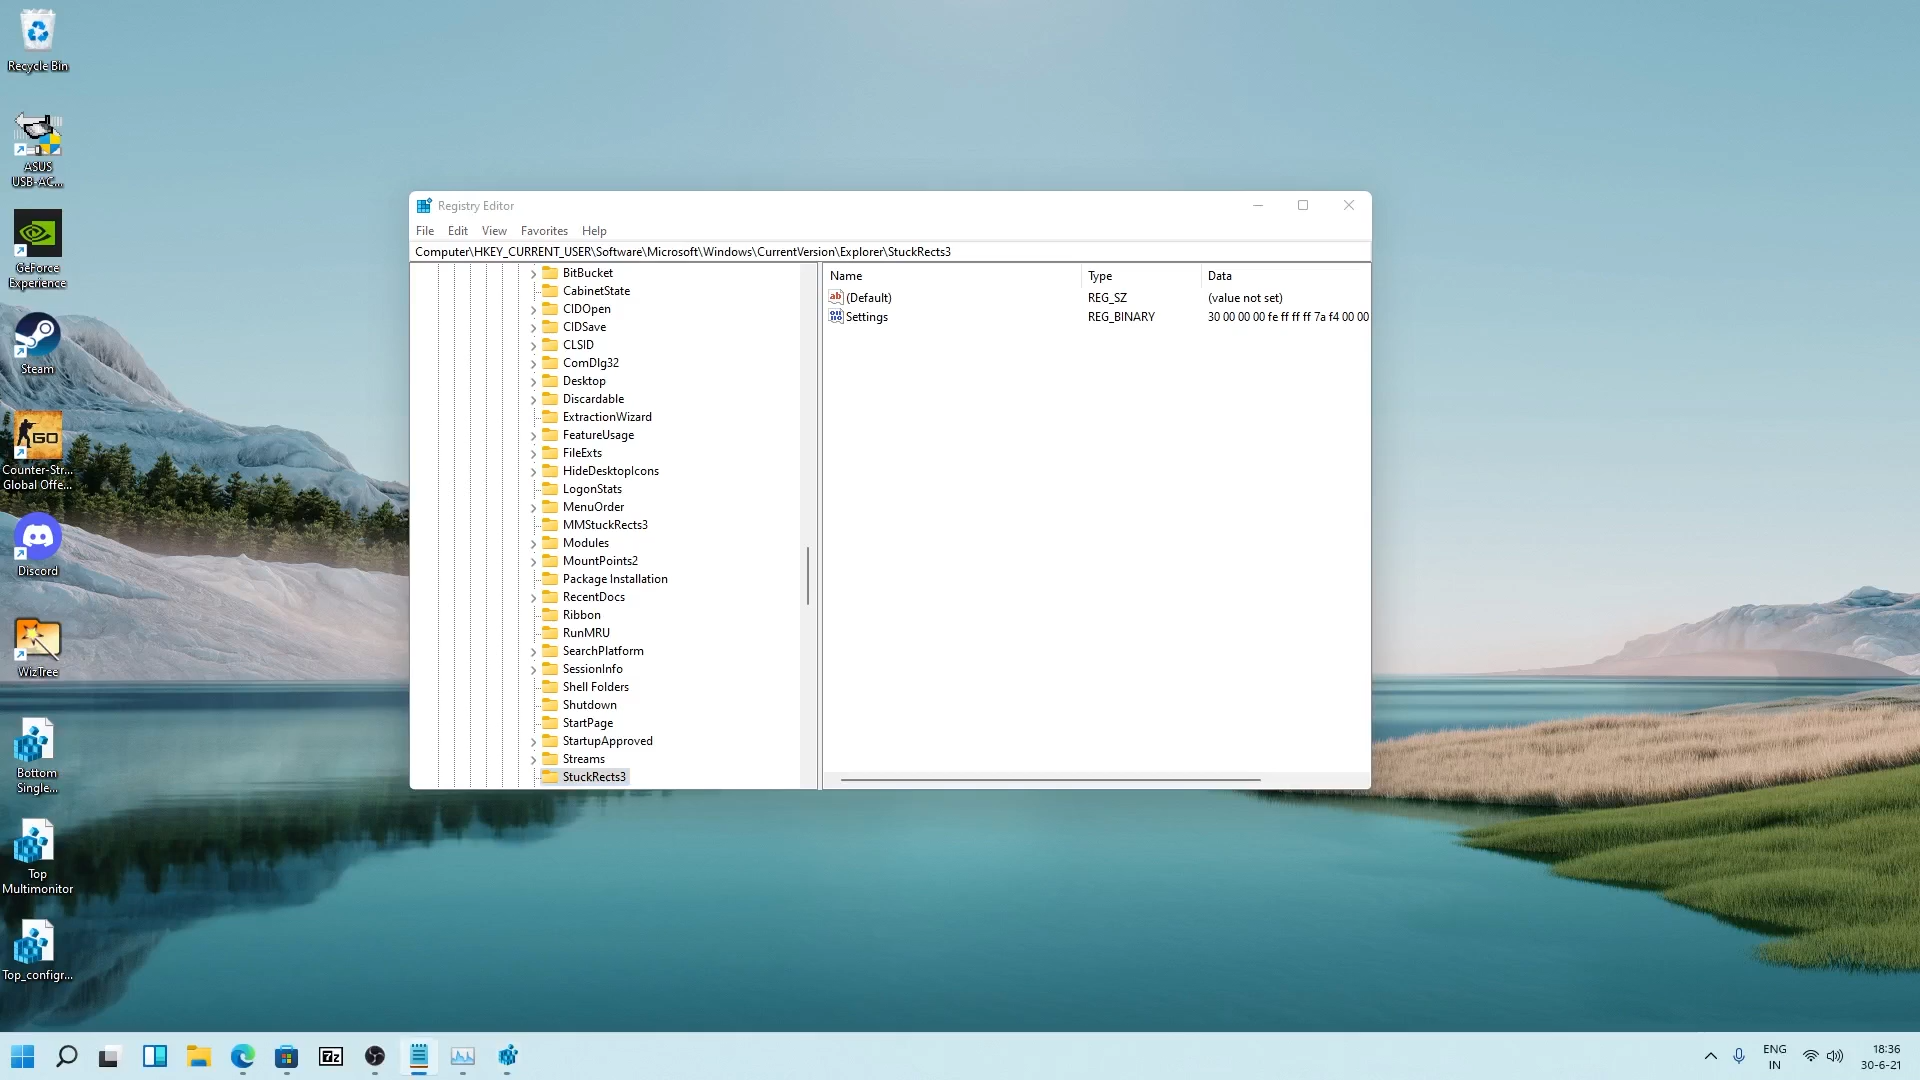 Recycle Bin
ASUS
USB-AC...
GeForce
Experience
Steam
GO
Counter-Str...
Global Offe...
Discord
WizTree
Bottom
Single...
Top
Multimonitor
Top_configr...
Registry Editor
File Edit View Favorites Help
Computer\HKEY_CURRENT_USER\Software\Microsoft\Windows\CurrentVersion\Explorer\StuckRects3
BitBucket
CabinetState
CIDOpen
CIDSave
CLSID
ComDlg32
Desktop
Discardable
ExtractionWizard
FeatureUsage
FileExts
HideDesktopIcons
LogonStats
MenuOrder
MMStuckRects3
Modules
MountPoints2
Package Installation
RecentDocs
Ribbon
RunMRU
SearchPlatform
SessionInfo
Shell Folders
Shutdown
StartPage
StartupApproved
Streams
StuckRects3
Name Type Data
ab (Default) REG_SZ (value not set)
Settings REG_BINARY 30 00 00 00 fe ff ff ff 7a f4 00 00
7z
ENG
IN
18:36
30-6-21